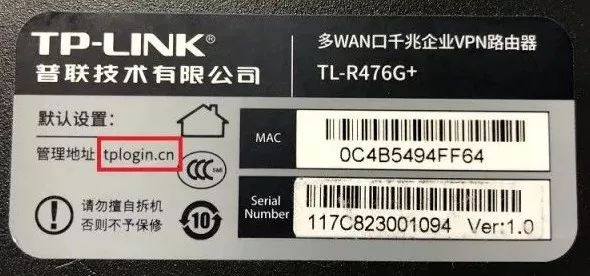 TP-LINK®
普联技术有限公司
多WAN口千兆企业VPN路由器
TL-R476G+
默认设置：
管理地址 tplogin.cn
请勿擅自拆机
否则不予保修
10
MAC
0C4B5494FF64
Serial
Number
117C823001094 Ver:1.0